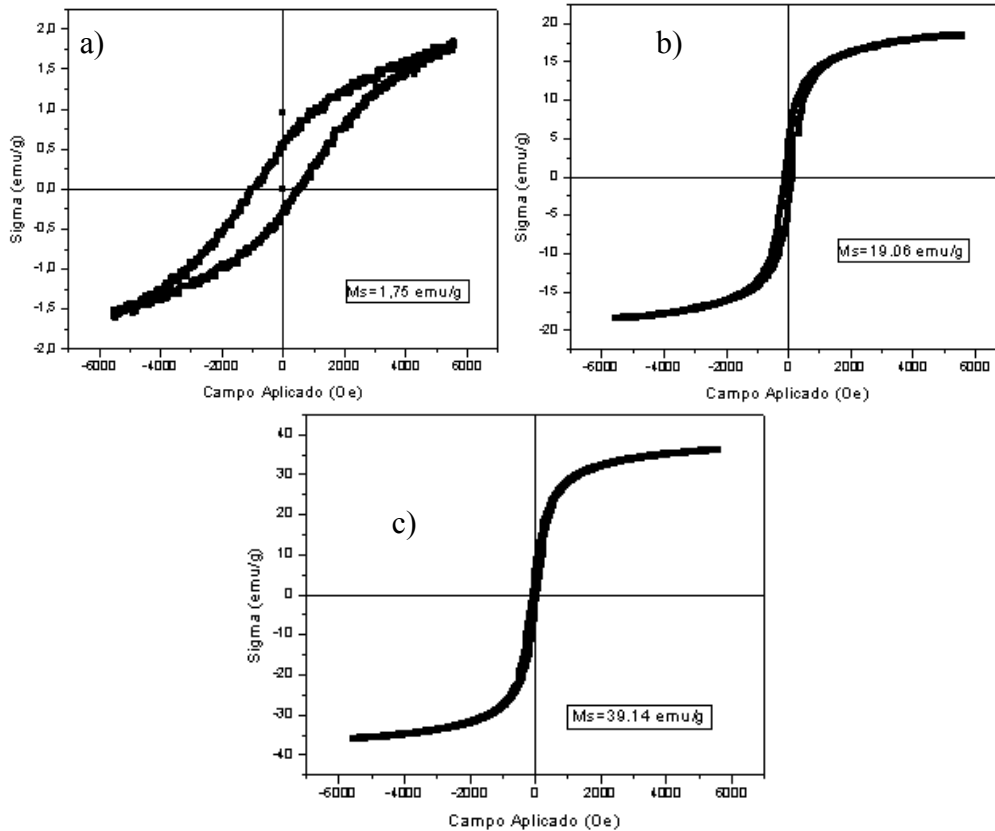 a)
2,0
1,5
1,0
0,5
0,0
-0,5
-1,0
-1,5
-2,0
Sigma (emu/g)
Ms=1,75 emu/g
-6000 -4000 -2000 0 2000 4000 6000
Campo Aplicado (Oe)
b)
20
15
10
5
0
-5
-10
-15
-20
Sigma (emu/g)
Ms=19.06 emu/g
-6000 -4000 -2000 0 2000 4000 6000
Campo Aplicado (Oe)
c)
40
30
20
10
0
-10
-20
-30
-40
Sigma (emu/g)
Ms=39.14 emu/g
-6000 -4000 -2000 0 2000 4000 6000
Campo Aplicado (Oe)